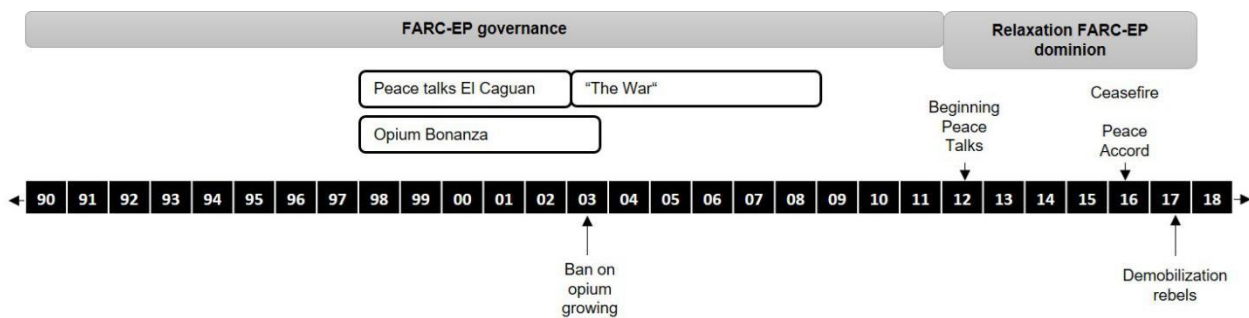 FARC-EP governance
Relaxation FARC-EP
dominion
Peace talks El Caguan
“The War“
Opium Bonanza
Beginning
Peace
Talks
Ceasefire
Peace
Accord
90 91 92 93 94 95 96 97 98 99 00 01 02 03 04 05 06 07 08 09 10 11 12 13 14 15 16 17 18
Ban on
opium
growing
Demobilization
rebels